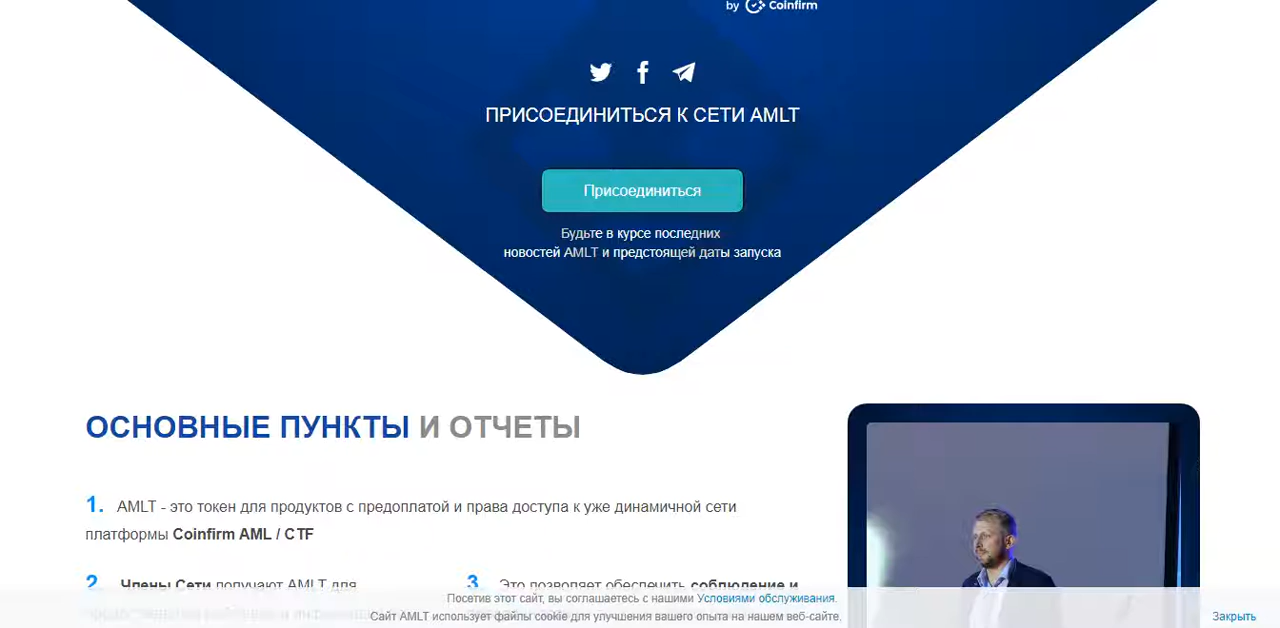 by Coinfirm
ПРИСОЕДИНИТЬСЯ К СЕТИ AMLT
Присоединиться
Будьте в курсе последних
новостей AMLT и предстоящей даты запуска
ОСНОВНЫЕ ПУНКТЫ И ОТЧЕТЫ
1. AMLT - это токен для продуктов с предоплатой и права доступа к уже динамичной сети
платформы Coinfirm AML / CTF
2. Члены Сети получают AMLT для
3. Это позволяет обеспечить соблюдение и
Посетив этот сайт, вы соглашаетесь с нашими Условиями обслуживания.
Сайт AMLT использует файлы cookie для улучшения вашего опыта на нашем веб-сайте.
Закрыть